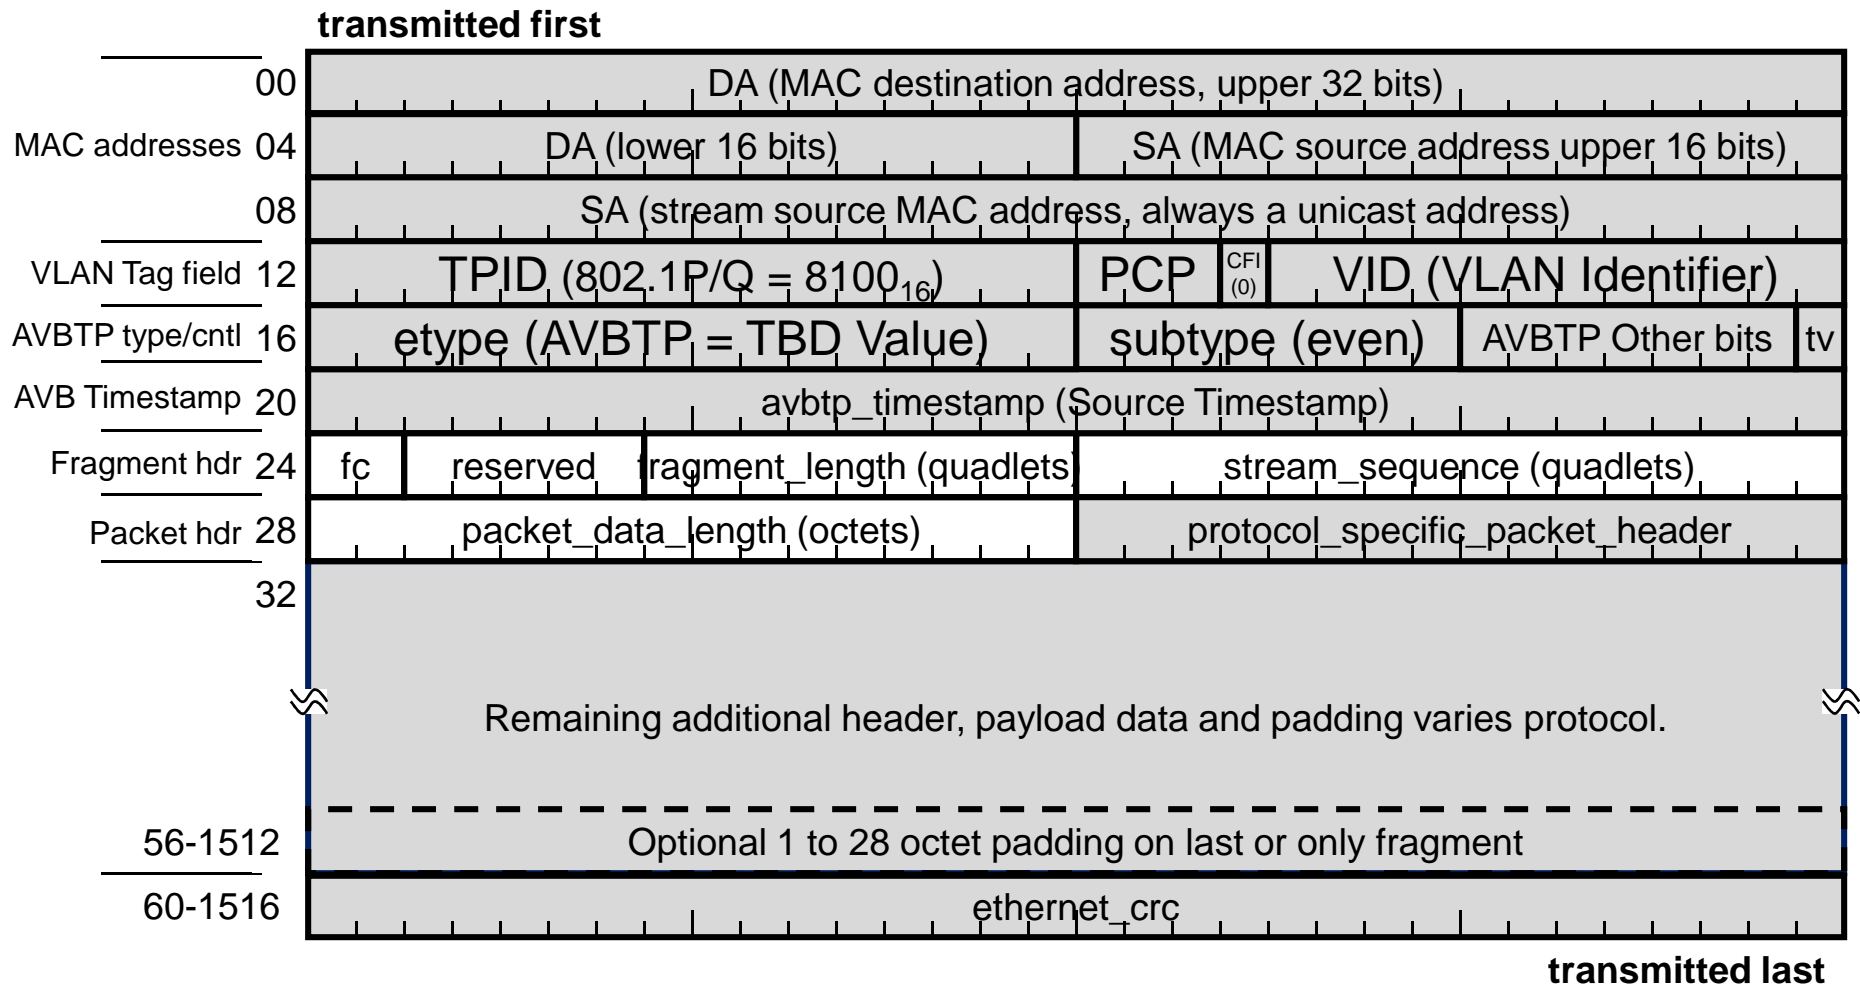 transmitted first
00 DA (MAC destination address, upper 32 bits)
MAC addresses 04 DA (lower 16 bits) SA (MAC source address upper 16 bits)
08 SA (stream source MAC address, always a unicast address)
VLAN Tag field 12 TPID (802.1P/Q = 8100₁₆) PCP CFI (0) VID (VLAN Identifier)
AVBTP type/cntl 16 etype (AVBTP = TBD Value) subtype (even) AVBTP Other bits tv
AVB Timestamp 20 avbtp_timestamp (Source Timestamp)
Fragment hdr 24 fc reserved fragment_length (quadlets) stream_sequence (quadlets)
Packet hdr 28 packet_data_length (octets) protocol_specific_packet_header
32
Remaining additional header, payload data and padding varies protocol.
56-1512 Optional 1 to 28 octet padding on last or only fragment
60-1516 ethernet_crc
transmitted last